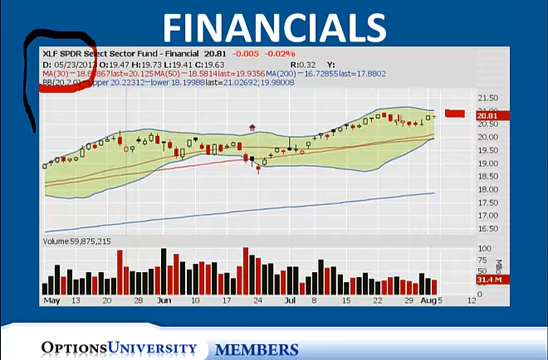 FINANCIALS
XLF SPDR Select Sector Fund - Financial 20.81 -0.005 -0.02%
D: 05/23/201 O:19.47 H:19.73 L:19.41 C:19.63 R:0.32 Y:
MA(30) last=20.125 MA(50) -18.5814 last=19.9356 MA(200) -16.72855 last=17.8802
BB(20,2.0) upper 20.22312 -lower 18.19988 last=21.02692; 19.98008
21.50
21.00
20.81
20.50
20.00
19.50
19.00
18.50
18.00
17.50
17.00
16.50
Volume 59,875,215
100
75
50
31.4 M
0
May 13 20 28 Jun 10 17 24 Jul 8 15 22 29 Aug 5 12
OPTIONSUNIVERSITY MEMBERS